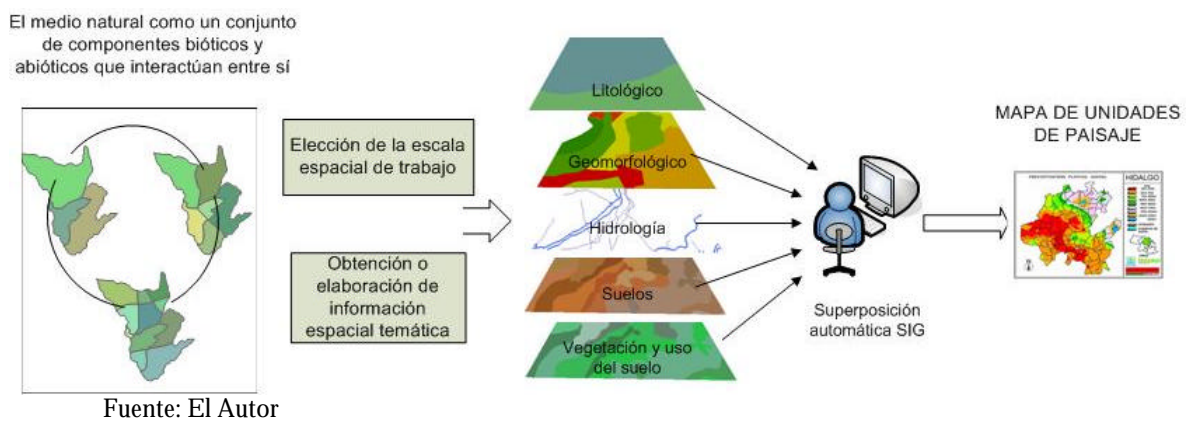 El medio natural como un conjunto
de componentes bióticos y
abióticos que interactúan entre sí
Elección de la escala
espacial de trabajo
Obtención o
elaboración de
información
espacial temática
Litológico
Geomorfológico
Hidrología
Suelos
Vegetación y uso
del suelo
Superposición
automática SIG
MAPA DE UNIDADES
DE PAISAJE
HIDALGO
Fuente: El Autor